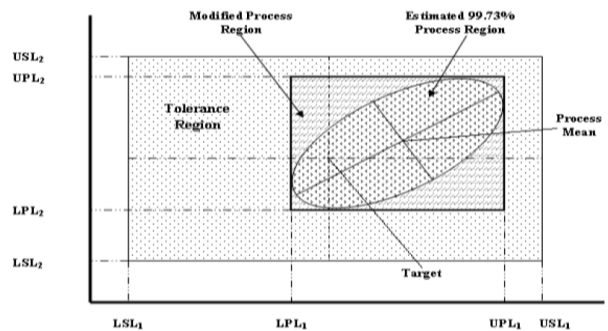 Modified Process
Region
Estimated 99.73%
Process Region
USL₂
UPL₂
Tolerance
Region
Process
Mean
LPL₂
LSL₂
Target
LSL₁
LPL₁
UPL₁
USL₁